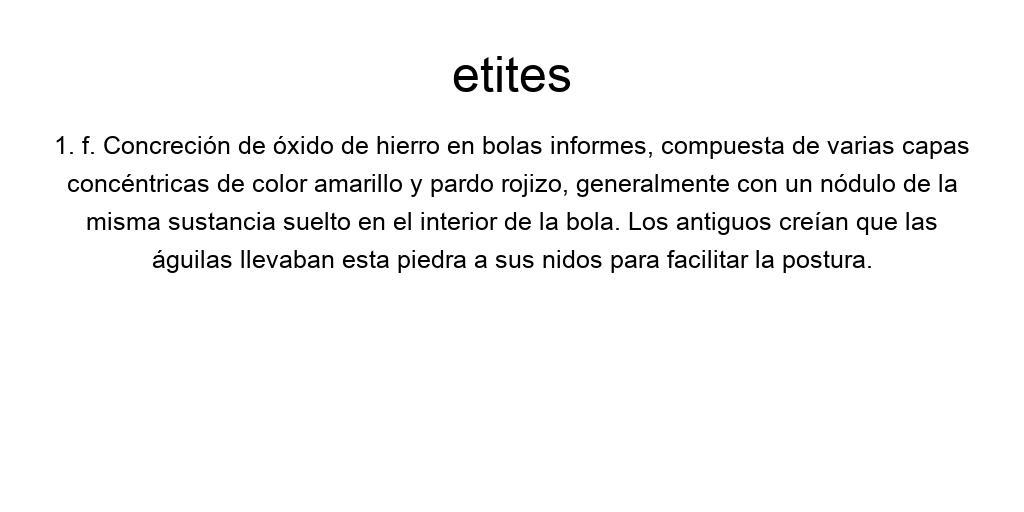 etites
1. f. Concreción de óxido de hierro en bolas informes, compuesta de varias capas
concéntricas de color amarillo y pardo rojizo, generalmente con un nódulo de la
misma sustancia suelto en el interior de la bola. Los antiguos creían que las
águilas llevaban esta piedra a sus nidos para facilitar la postura.